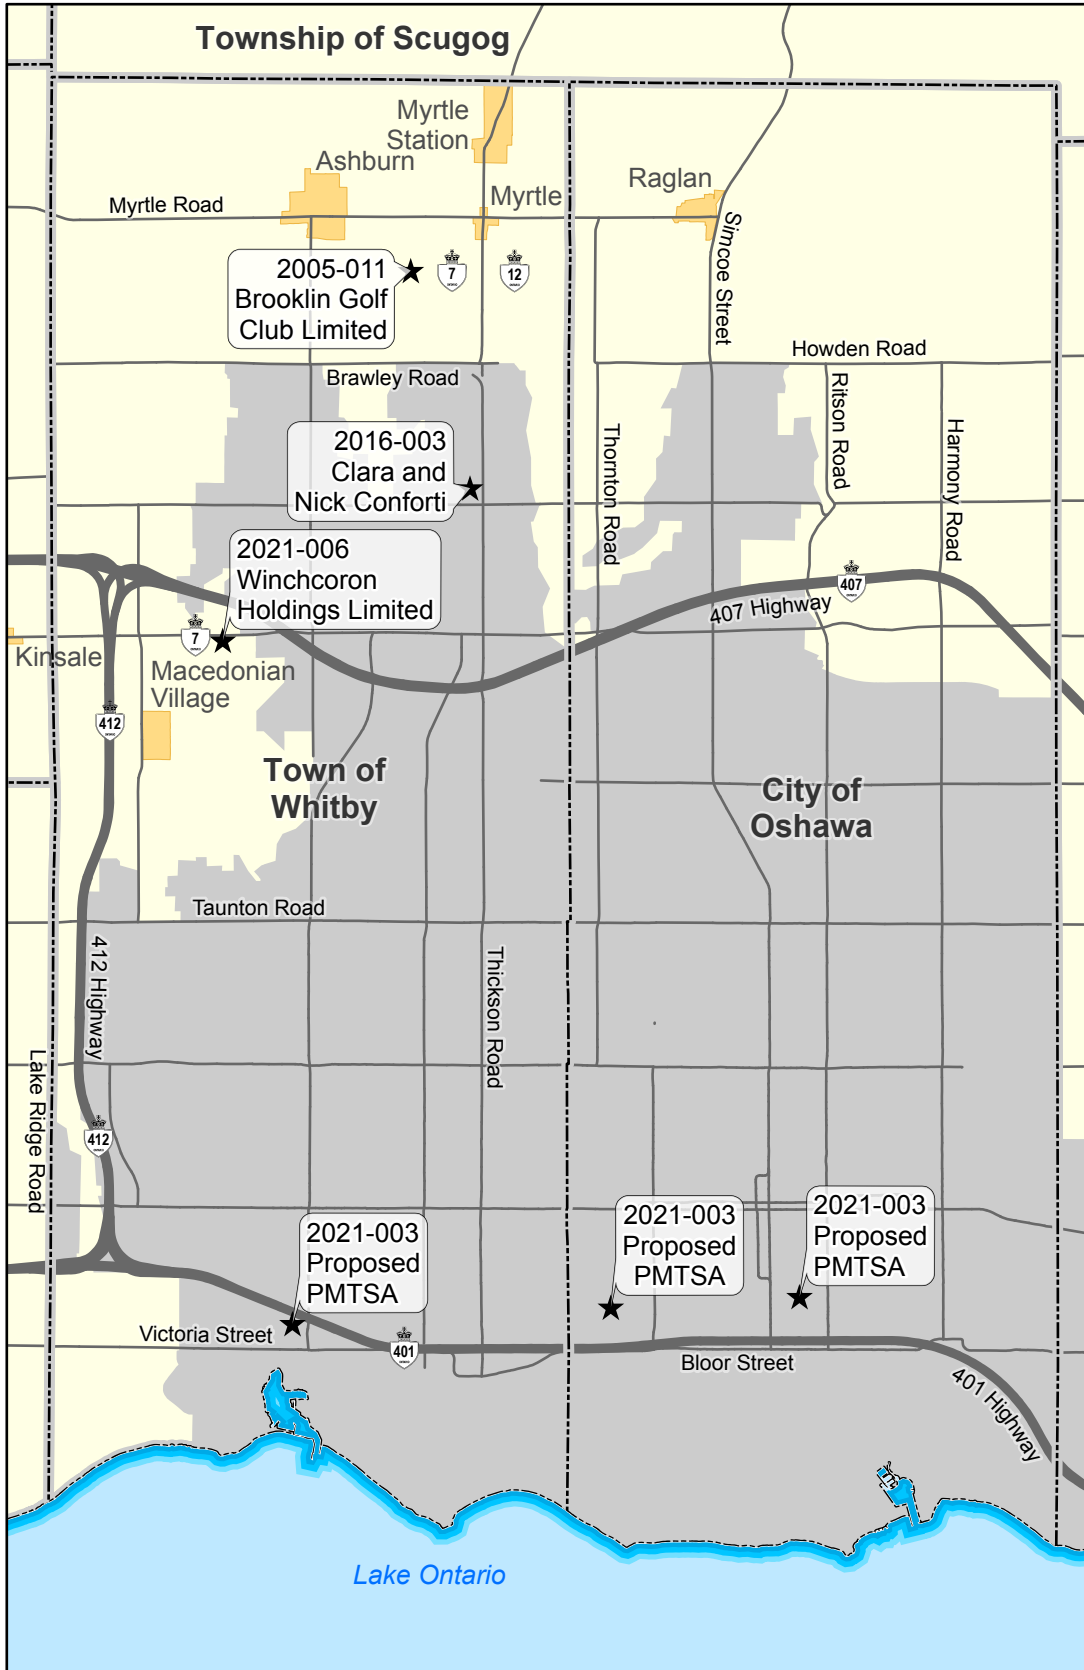 Township of Scugog
Myrtle
Station
Ashburn
Myrtle
Raglan
Myrtle Road
Simcoe Street
2005-011
Brooklin Golf
Club Limited
7
12
Howden Road
Brawley Road
Ritson Road
Harmony Road
Thornton Road
2016-003
Clara and
Nick Conforti
2021-006
Winchcoron
Holdings Limited
407
407 Highway
7
Kinsale
Macedonian
Village
412
Town of
Whitby
City of
Oshawa
Taunton Road
412 Highway
Thickson Road
Lake Ridge Road
412
2021-003
Proposed
PMTSA
2021-003
Proposed
PMTSA
2021-003
Proposed
PMTSA
Victoria Street
401
Bloor Street
401 Highway
Lake Ontario